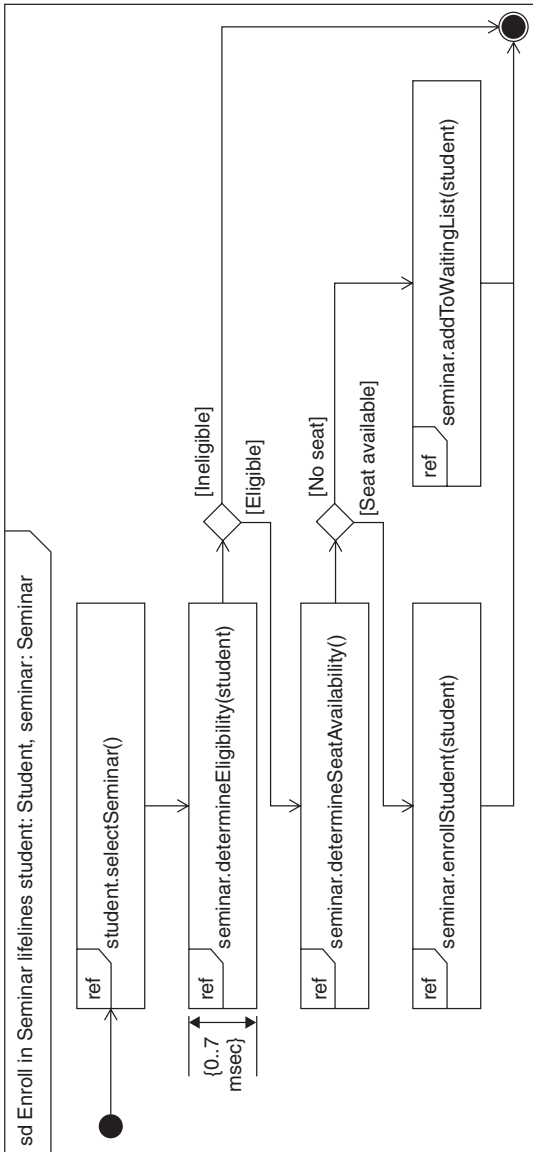 sd Enroll in Seminar lifelines student: Student, seminar: Seminar
ref
student.selectSeminar()
{0..7
msec}
ref
seminar.determineEligibility(student)
[Ineligible]
[Eligible]
ref
seminar.determineSeatAvailability()
[No seat]
[Seat available]
ref
seminar.enrollStudent(student)
ref
seminar.addToWaitingList(student)